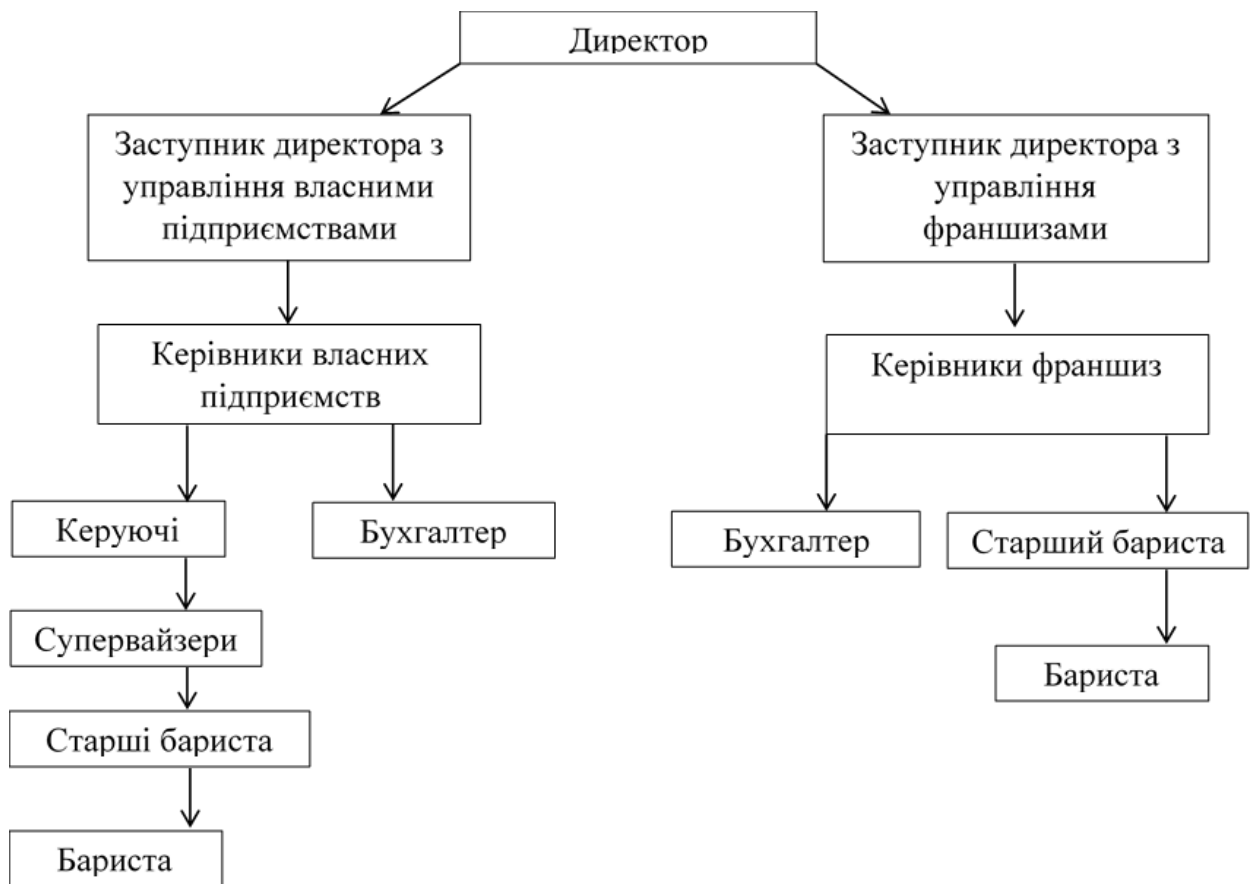 Директор
Заступник директора з
управління власними
підприємствами
Заступник директора з
управління
франшизами
Керівники власних
підприємств
Керівники франшиз
Керуючі
Бухгалтер
Бухгалтер
Старший бариста
Супервайзери
Бариста
Старші бариста
Бариста